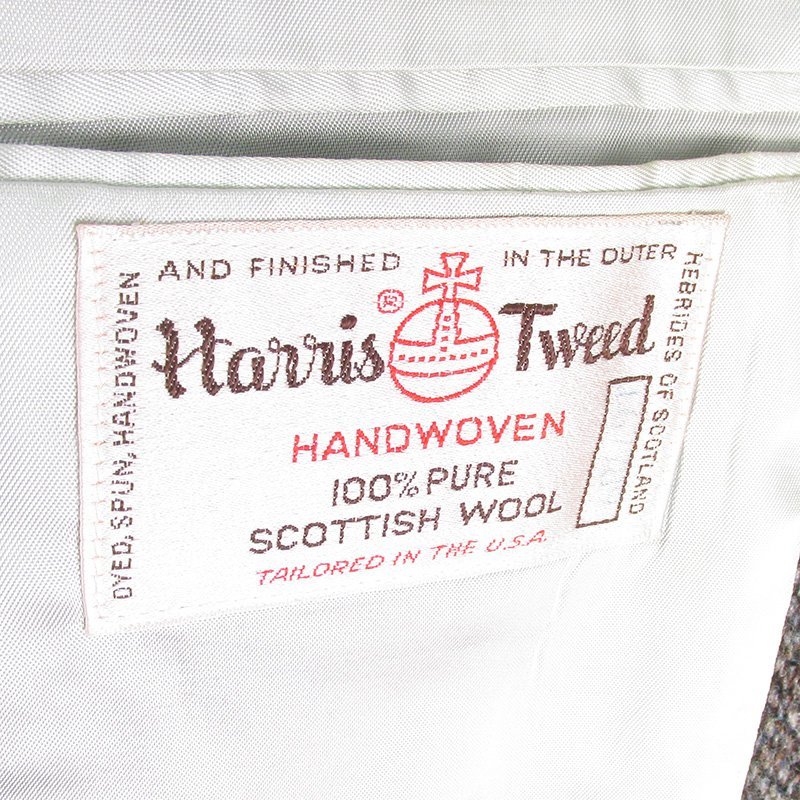 DYED, SPUN, HANDWOVEN
AND FINISHED
IN THE OUTER
HEBRIDES OF SCOTLAND
Harris ® Tweed
HANDWOVEN
100% PURE
SCOTTISH WOOL
TAILORED IN THE U.S.A.